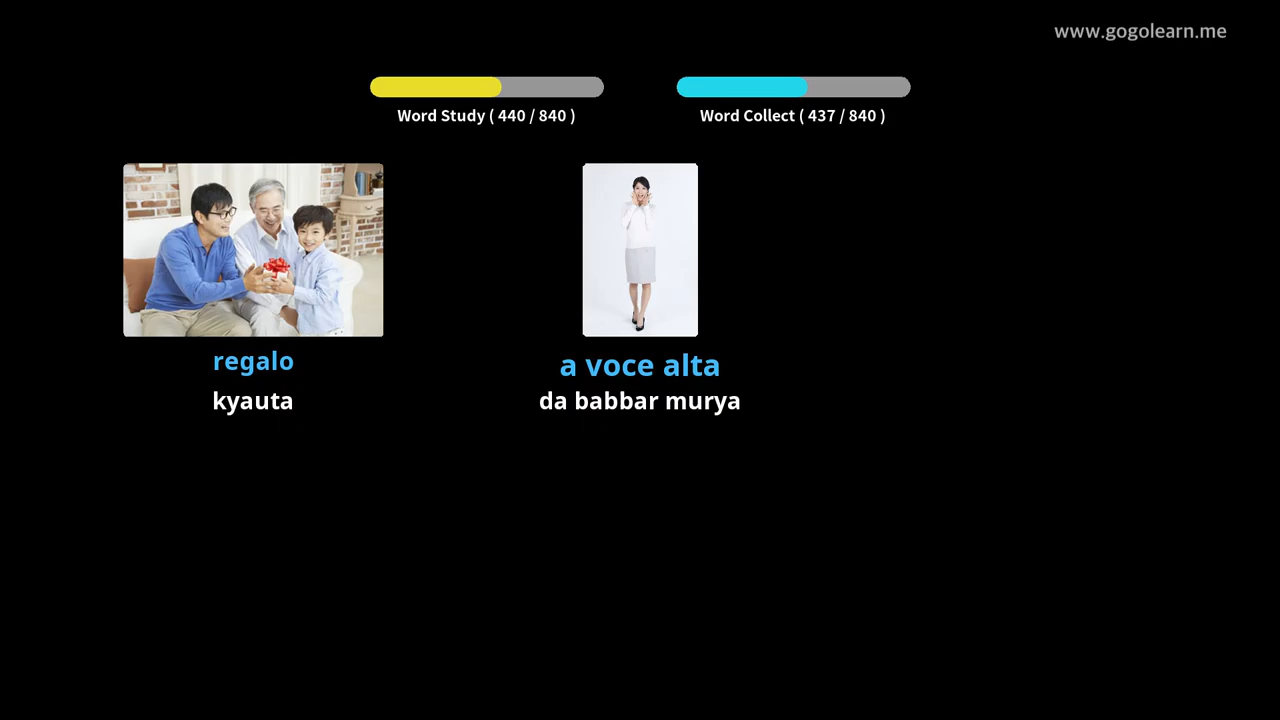 www.gogolearn.me
Word Study ( 440 / 840 )
Word Collect ( 437 / 840 )
regalo
kyauta
a voce alta
da babbar murya